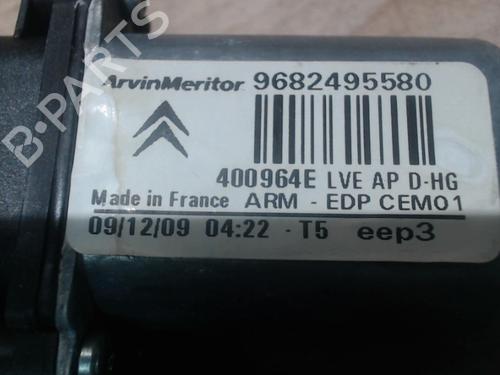 ArvinMeritor 9682495580
400964E LVE AP D-HG
Made in France ARM - EDP CEM01
09/12/09 04:22 - T5 eep3
B-PARTS